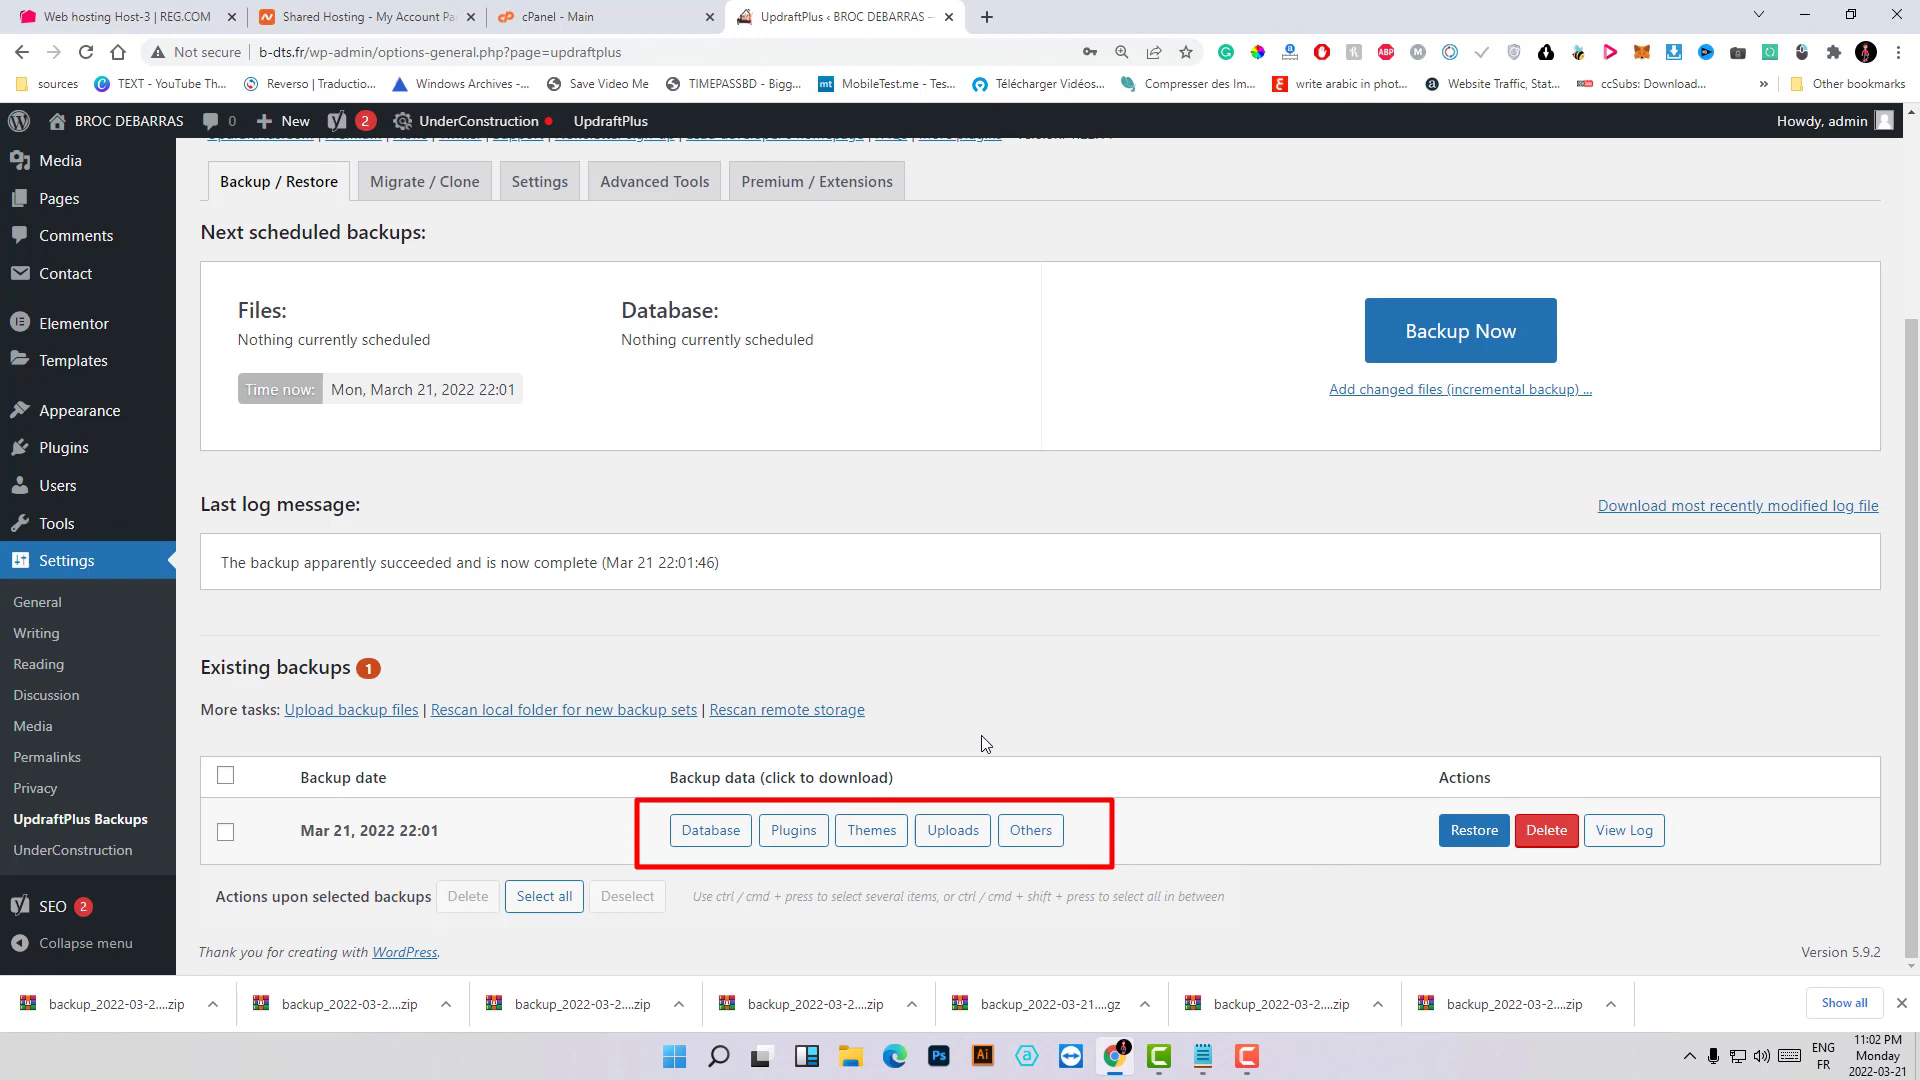 Web hosting Host-3 | REG.COM
Shared Hosting - My Account Pa
cPanel - Main
UpdraftPlus ‹ BROC DEBARRAS —
Not secure b-dts.fr/wp-admin/options-general.php?page=updraftplus
sources
TEXT - YouTube Th...
Reverso | Traductio...
Windows Archives -...
Save Video Me
TIMEPASSBD - Bigg...
MobileTest.me - Tes...
Télécharger Vidéos...
Compresser des Im...
write arabic in phot...
Website Traffic, Stat...
ccSubs: Download...
»
Other bookmarks
BROC DEBARRAS
0
New
2
UnderConstruction
UpdraftPlus
Howdy, admin
Media
Pages
Comments
Contact
Elementor
Templates
Appearance
Plugins
Users
Tools
Settings
General
Writing
Reading
Discussion
Media
Permalinks
Privacy
UpdraftPlus Backups
UnderConstruction
SEO 2
Collapse menu
Backup / Restore
Migrate / Clone
Settings
Advanced Tools
Premium / Extensions
Next scheduled backups:
Files:
Nothing currently scheduled
Database:
Nothing currently scheduled
Time now: Mon, March 21, 2022 22:01
Backup Now
Add changed files (incremental backup) ...
Last log message:
Download most recently modified log file
The backup apparently succeeded and is now complete (Mar 21 22:01:46)
Existing backups 1
More tasks: Upload backup files | Rescan local folder for new backup sets | Rescan remote storage
Backup date
Backup data (click to download)
Actions
Mar 21, 2022 22:01
Database
Plugins
Themes
Uploads
Others
Restore
Delete
View Log
Actions upon selected backups
Delete
Select all
Deselect
Use ctrl / cmd + press to select several items, or ctrl / cmd + shift + press to select all in between
Thank you for creating with WordPress.
Version 5.9.2
backup_2022-03-2....zip
backup_2022-03-2....zip
backup_2022-03-2....zip
backup_2022-03-2....zip
backup_2022-03-21....gz
backup_2022-03-2....zip
backup_2022-03-2....zip
Show all
Ps
Ai
ENG
FR
11:02 PM
Monday
2022-03-21